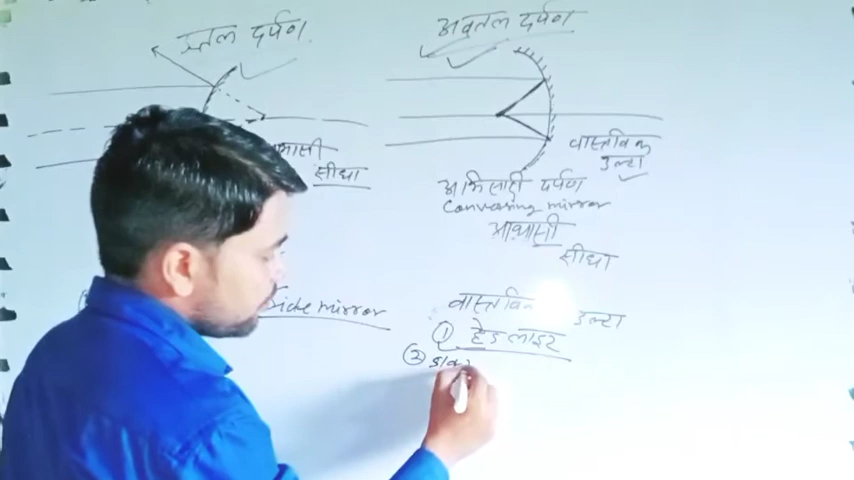 उत्तल दर्पण
अवतल दर्पण
सीधा
वास्तविक
उल्टा
अभिसारी दर्पण
Converging mirror
आभासी
सीधा
Side mirror
उल्टा
① हेडलाइट
②